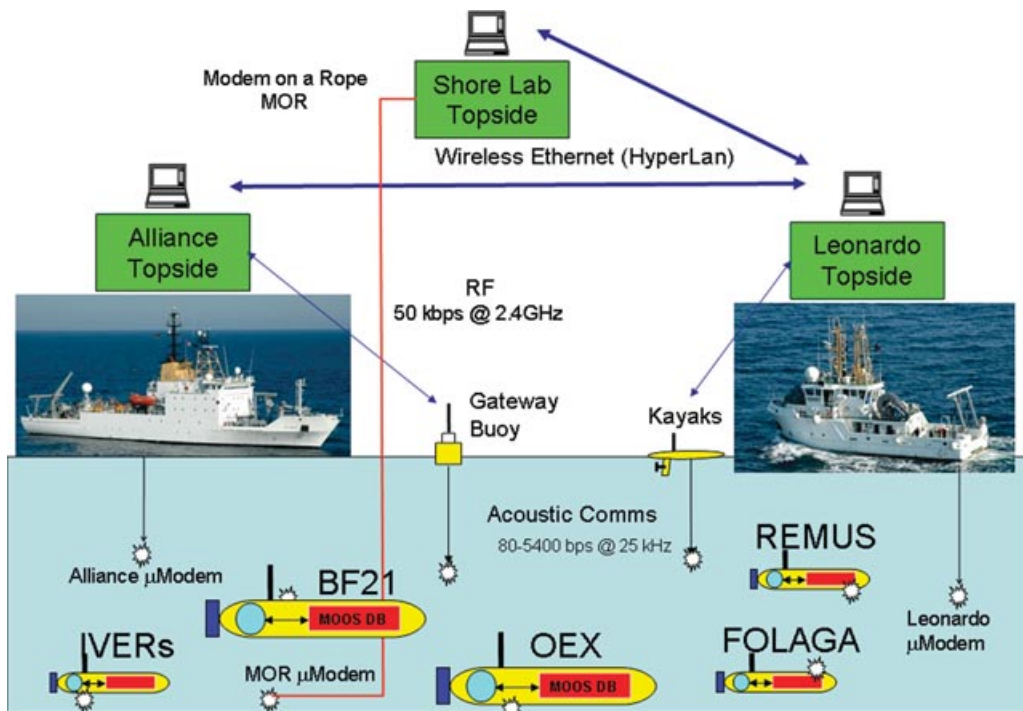 Modem on a Rope
MOR
Shore Lab
Topside
Wireless Ethernet (HyperLan)
Alliance
Topside
Leonardo
Topside
RF
50 kbps @ 2.4GHz
Gateway
Buoy
Kayaks
Acoustic Comms
80-5400 bps @ 25 kHz
REMUS
Alliance μModem
BF21
MOOS DB
Leonardo
μModem
IVERs
MOR μModem
OEX
MOOS DB
FOLAGA